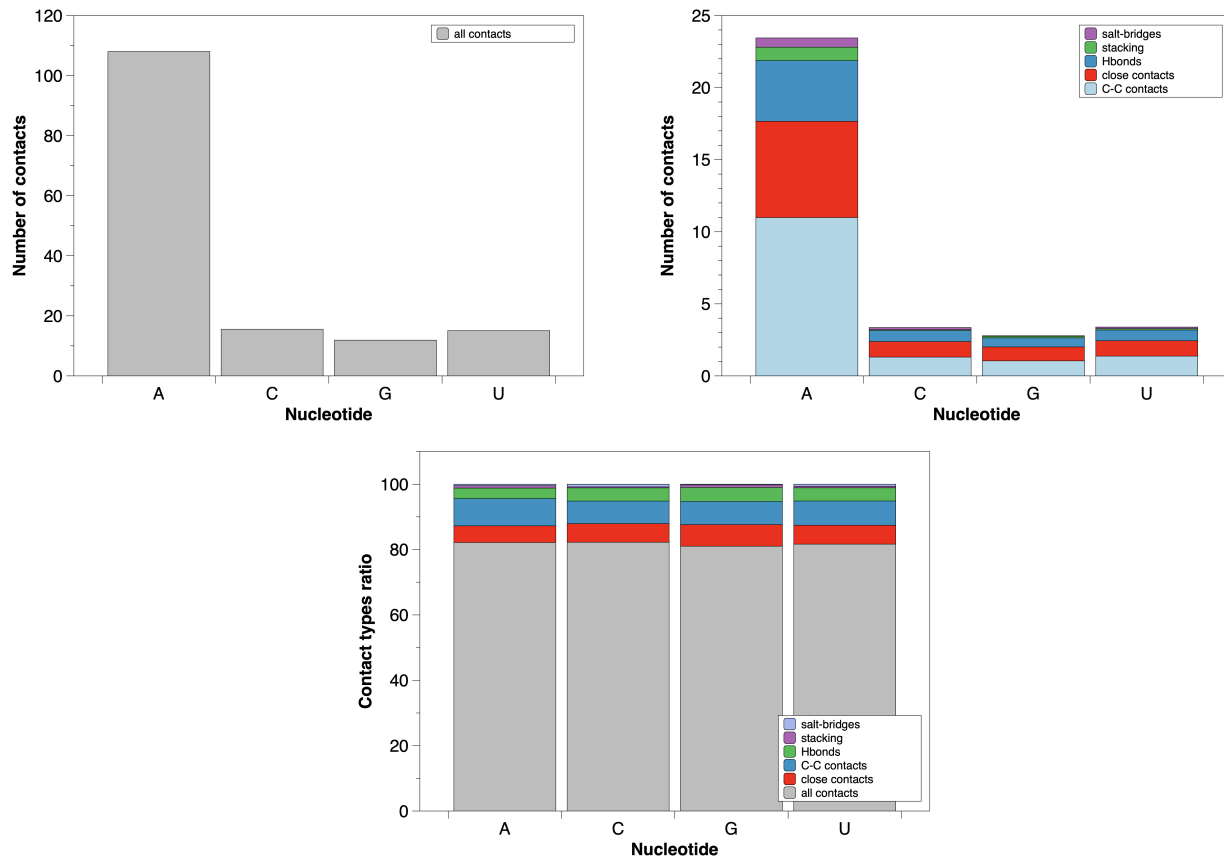 120
100
80
60
40
20
0
Number of contacts
all contacts
A C G U
Nucleotide
25
20
15
10
5
0
Number of contacts
salt-bridges
stacking
Hbonds
close contacts
C-C contacts
A C G U
Nucleotide
100
80
60
40
20
0
Contact types ratio
salt-bridges
stacking
Hbonds
C-C contacts
close contacts
all contacts
A C G U
Nucleotide